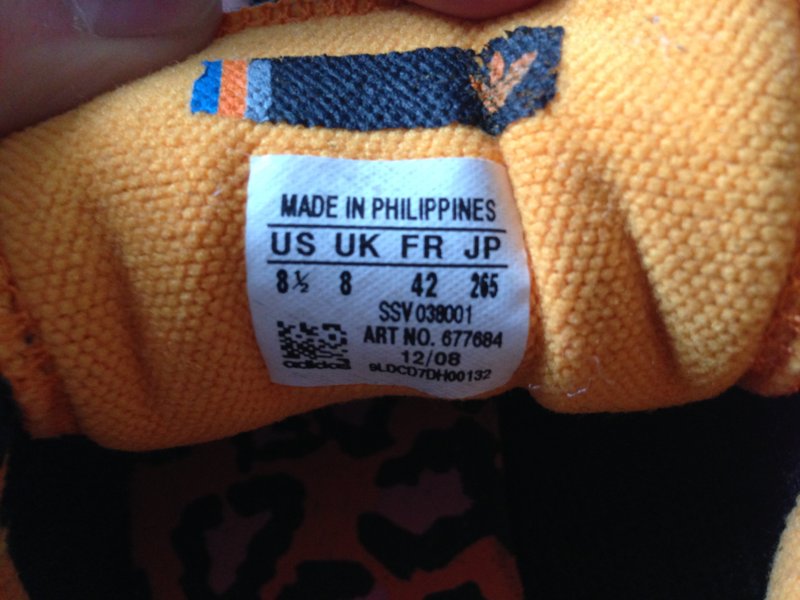 MADE IN PHILIPPINES
US UK FR JP
8½ 8 42 265
SSV 038001
ART NO. 677684
12/08
adidas 9LDCD7DH00132